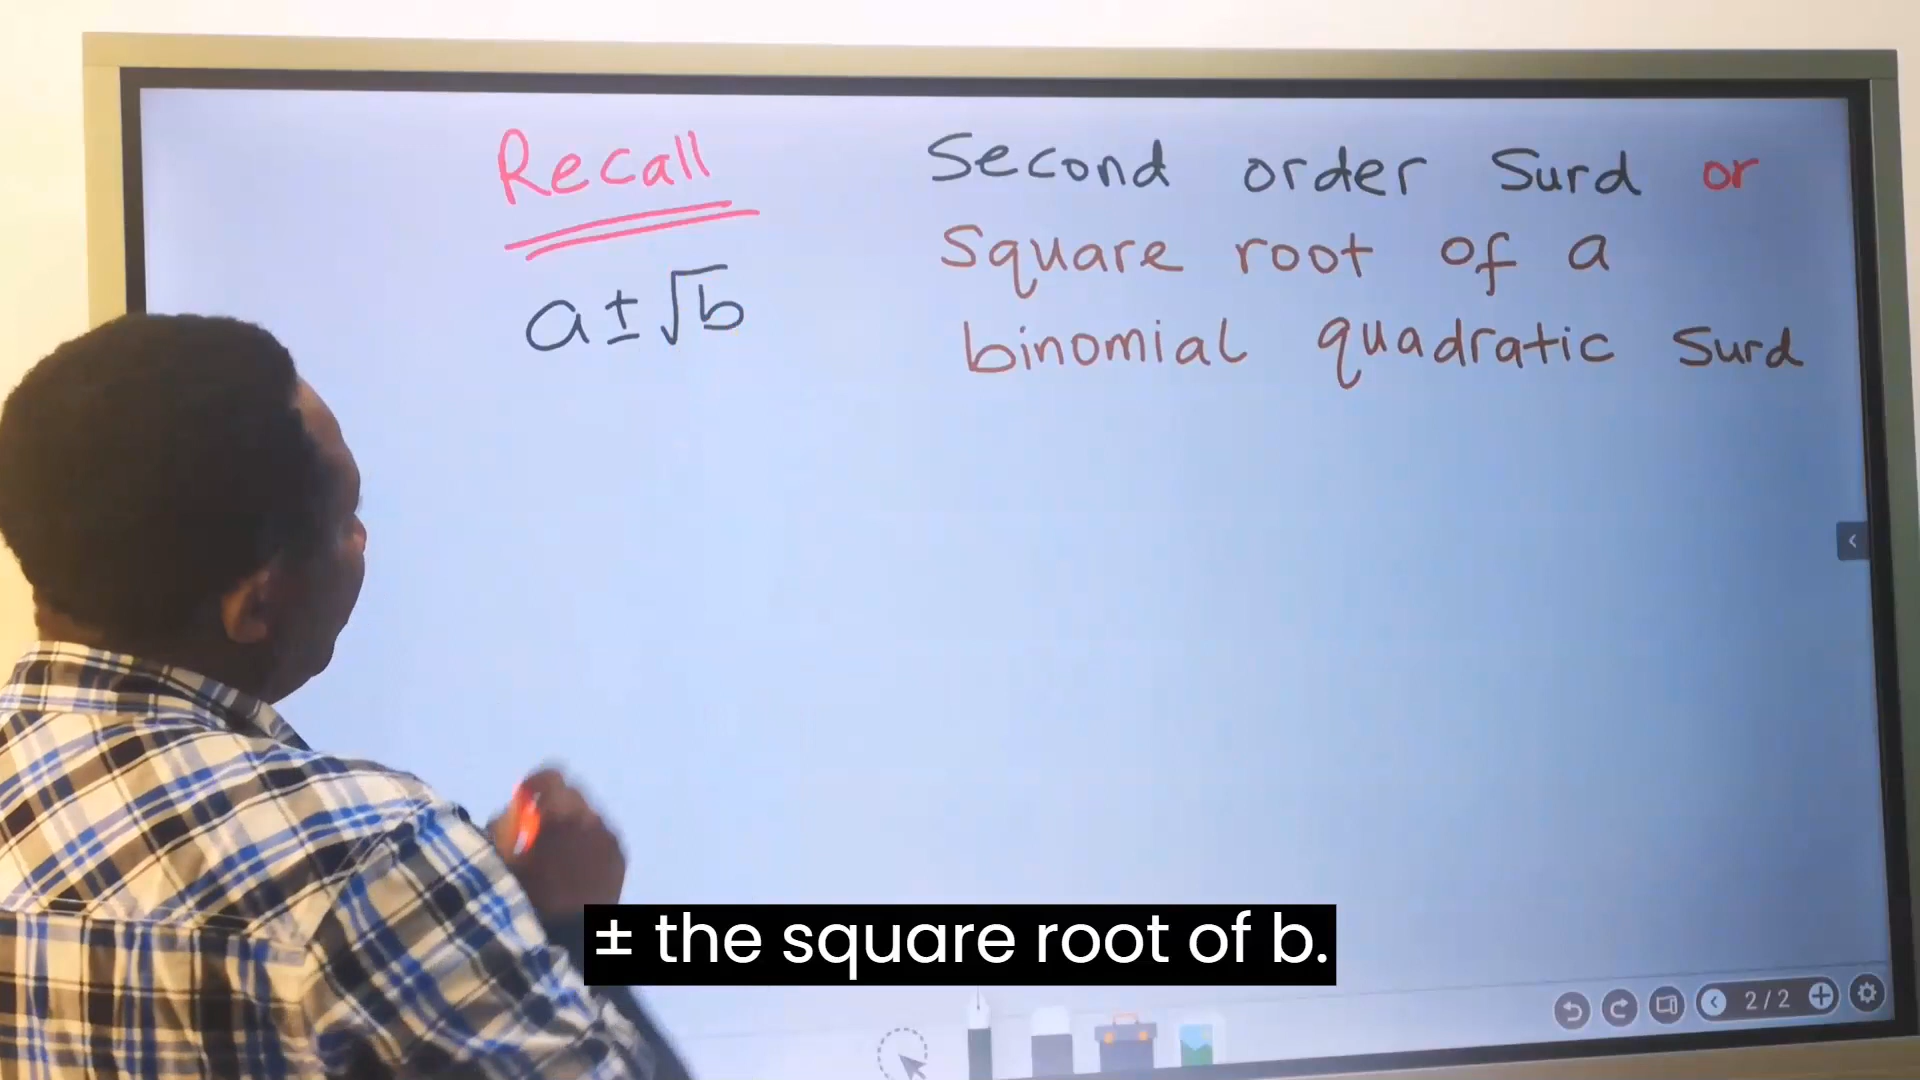 Recall
a ± √b
Second order Surd or
Square root of a
binomial quadratic Surd
± the square root of b.
2/2